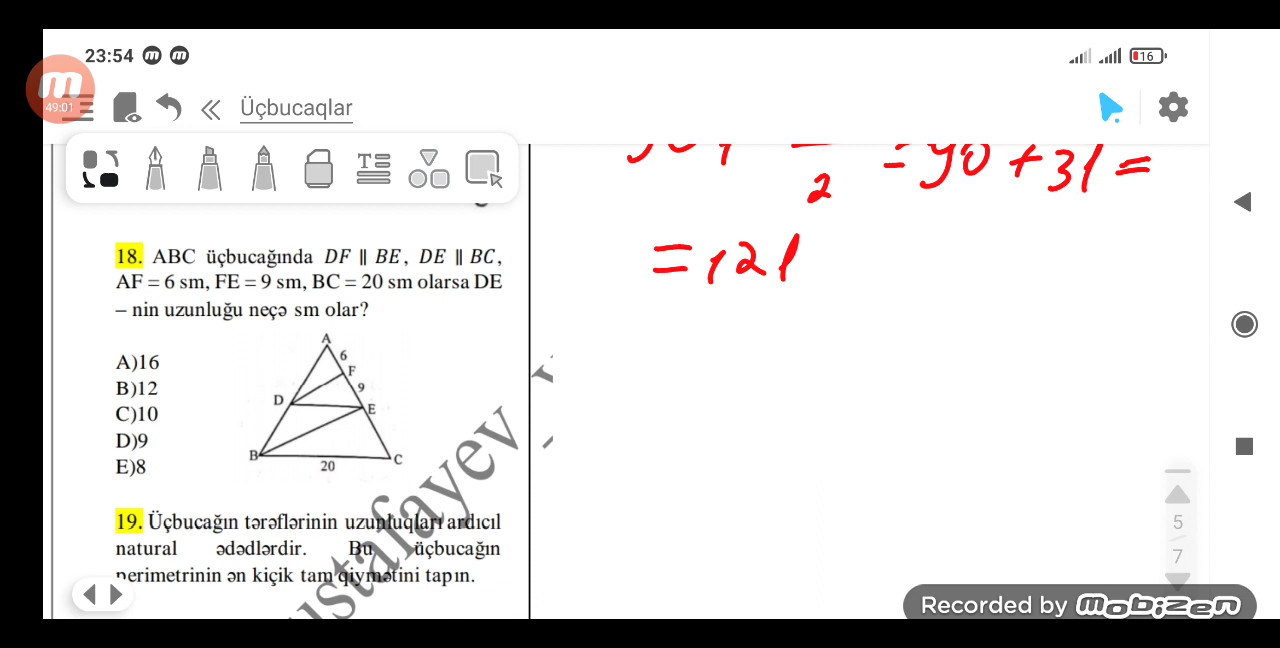 23:54
16
49:01
Üçbucaqlar
2
= 90 + 31 =
= 121
18. ABC üçbucağında DF || BE, DE || BC,
AF = 6 sm, FE = 9 sm, BC = 20 sm olarsa DE
– nin uzunluğu neçə sm olar?
A)16
B)12
C)10
D)9
E)8
A
6
F
9
D
E
B
C
20
19. Üçbucağın tərəflərinin uzunluqları ardıcıl
natural ədədlərdir. Bu üçbucağın
perimetrinin ən kiçik tam qiymətini tapın.
ustafayev
5
7
Recorded by mobizen